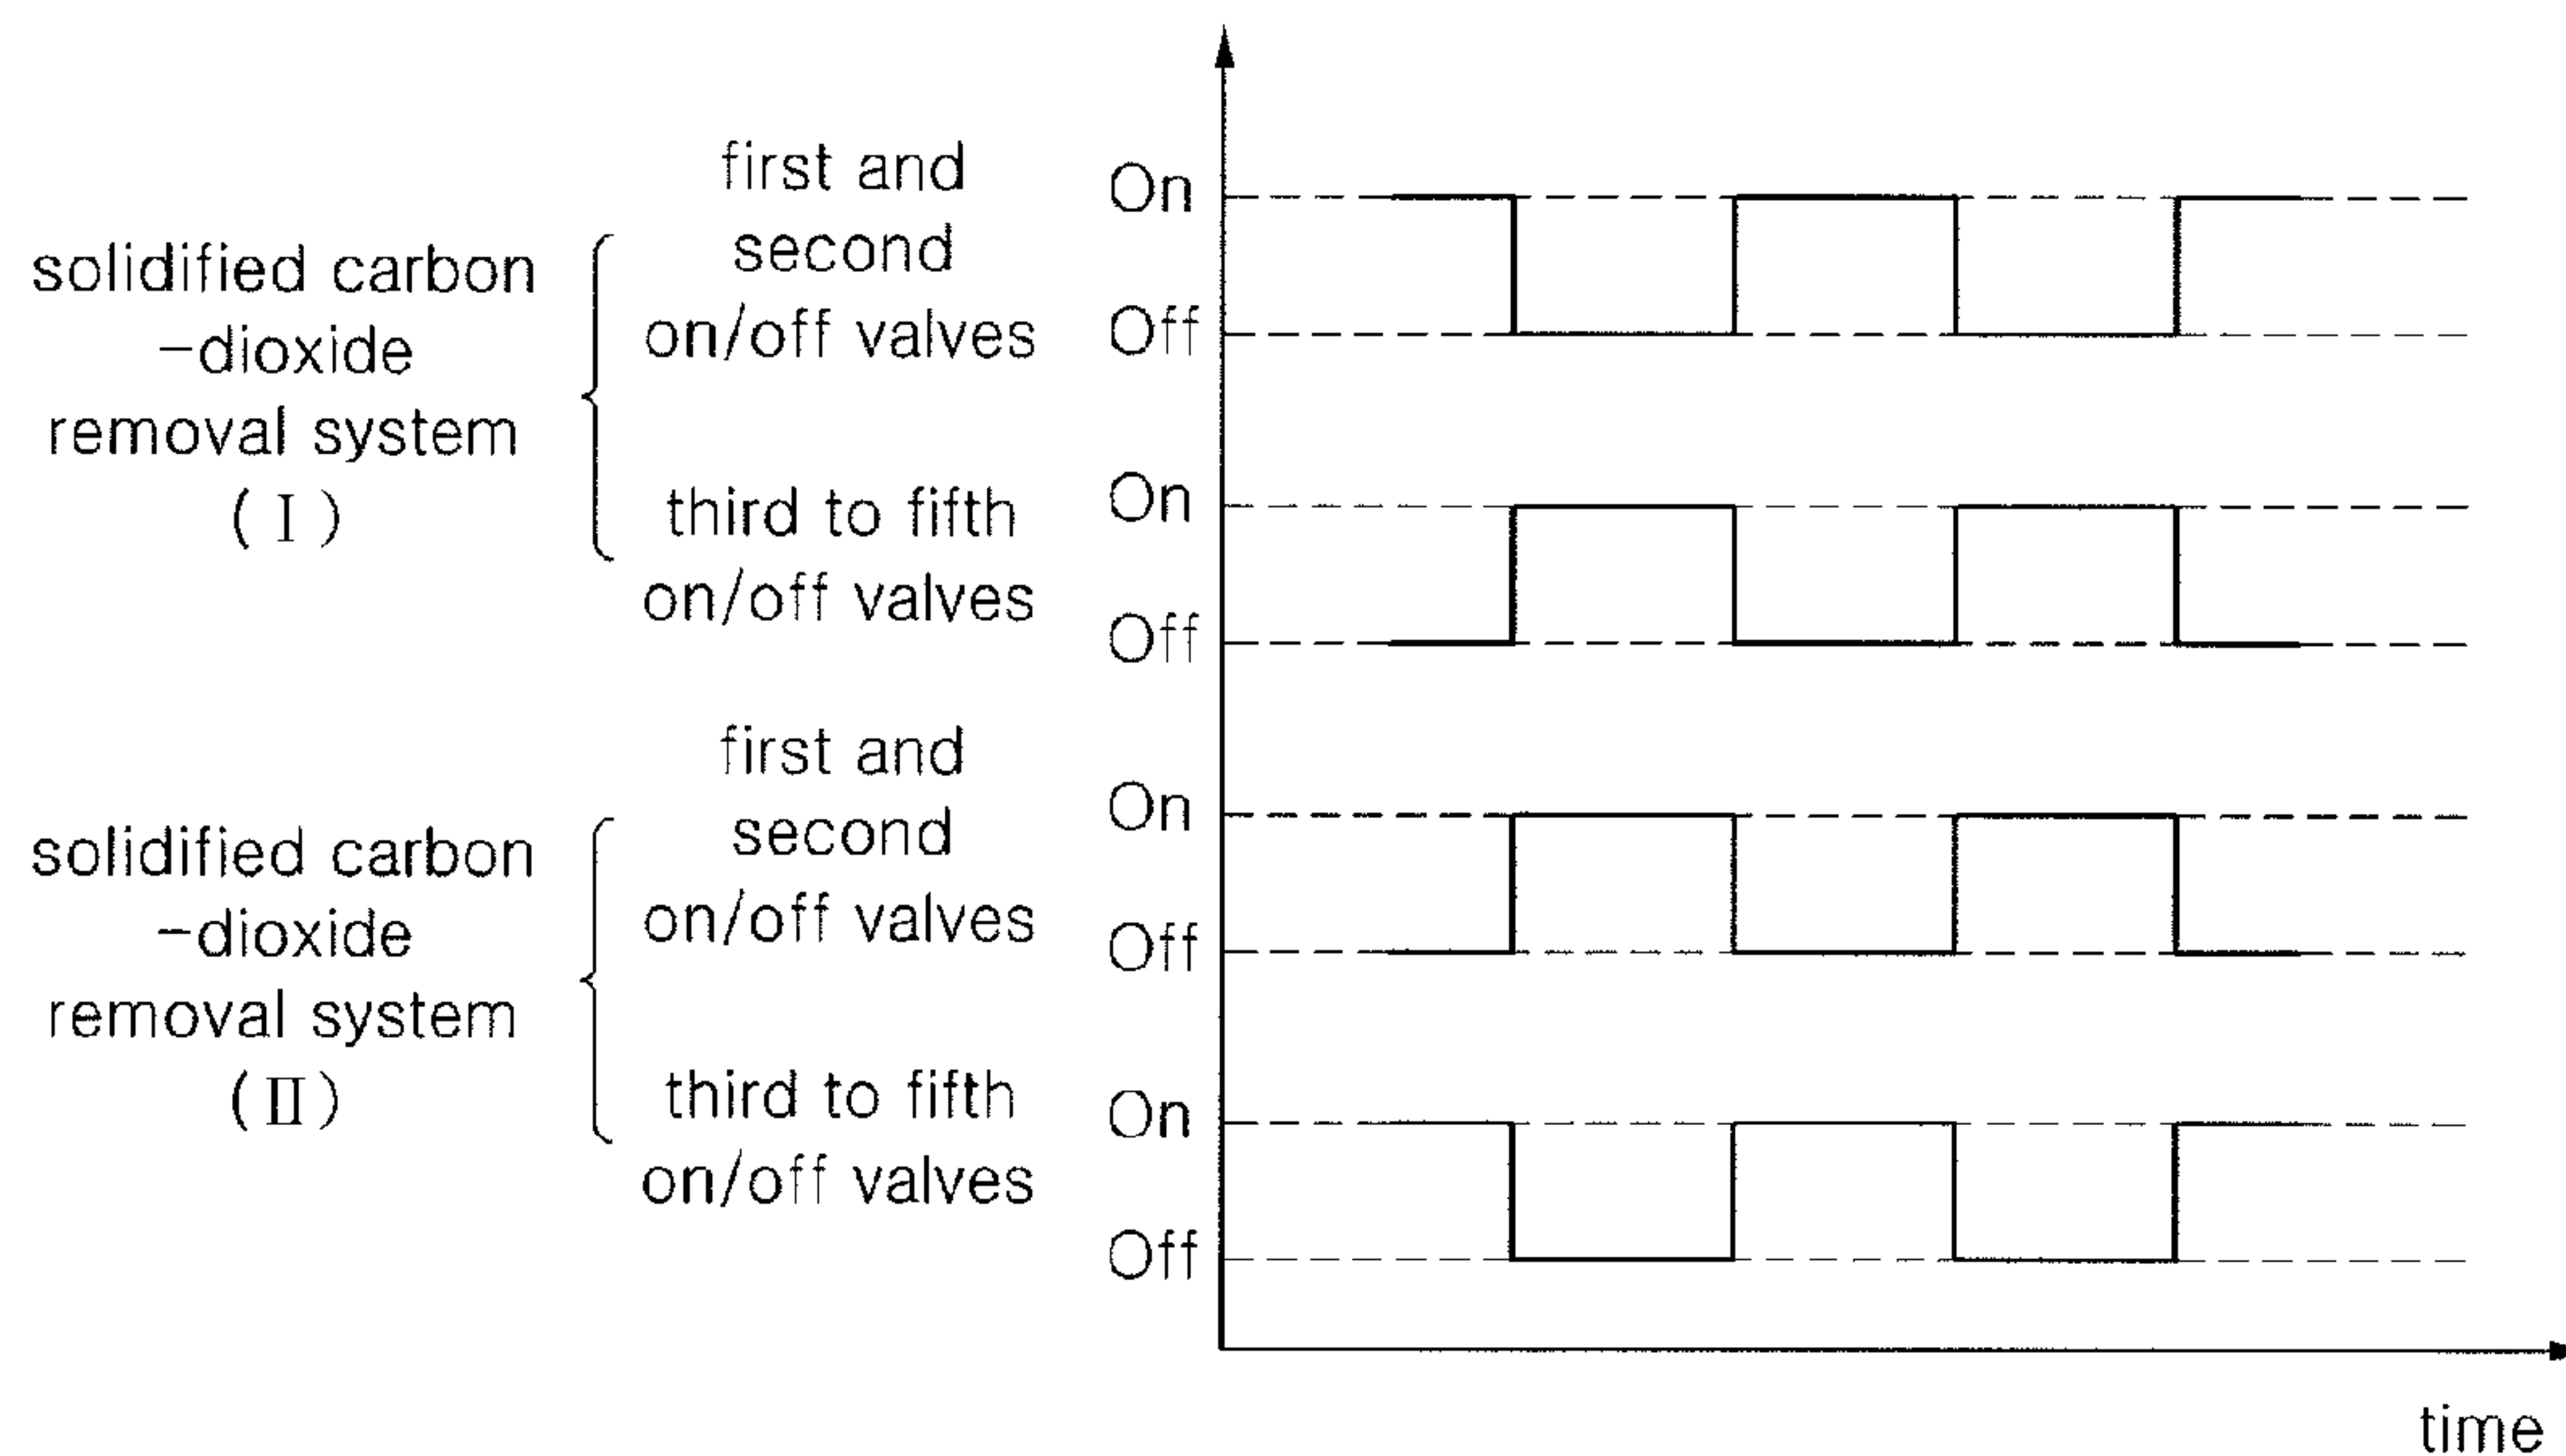 solidified carbon
-dioxide
removal system
( Ⅰ )
first and
second
on/off valves
On
Off
third to fifth
on/off valves
On
Off
solidified carbon
-dioxide
removal system
( Ⅱ )
first and
second
on/off valves
On
Off
third to fifth
on/off valves
On
Off
time